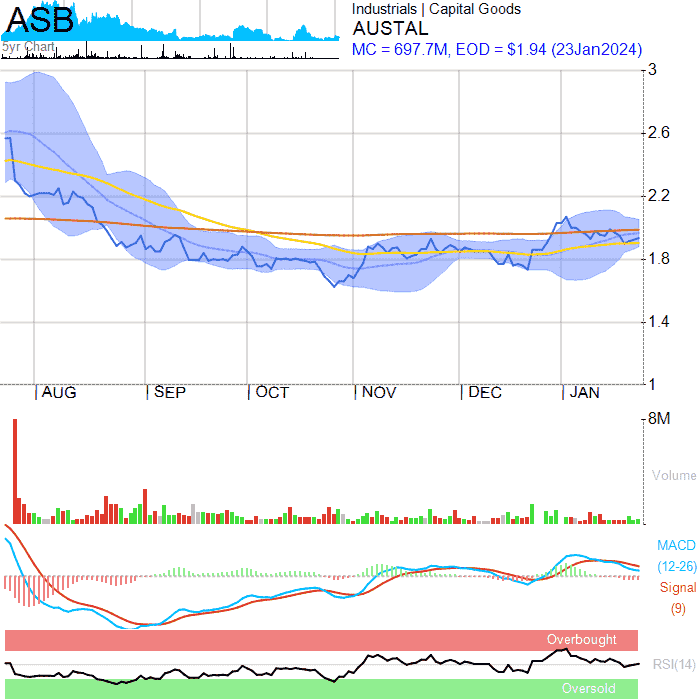 ASB
5yr Chart
Industrials | Capital Goods
AUSTAL
MC = 697.7M, EOD = $1.94 (23Jan2024)
3
2.6
2.2
1.8
1.4
1
AUG SEP OCT NOV DEC JAN
8M
Volume
MACD
(12-26)
Signal
(9)
Overbought
RSI(14)
Oversold